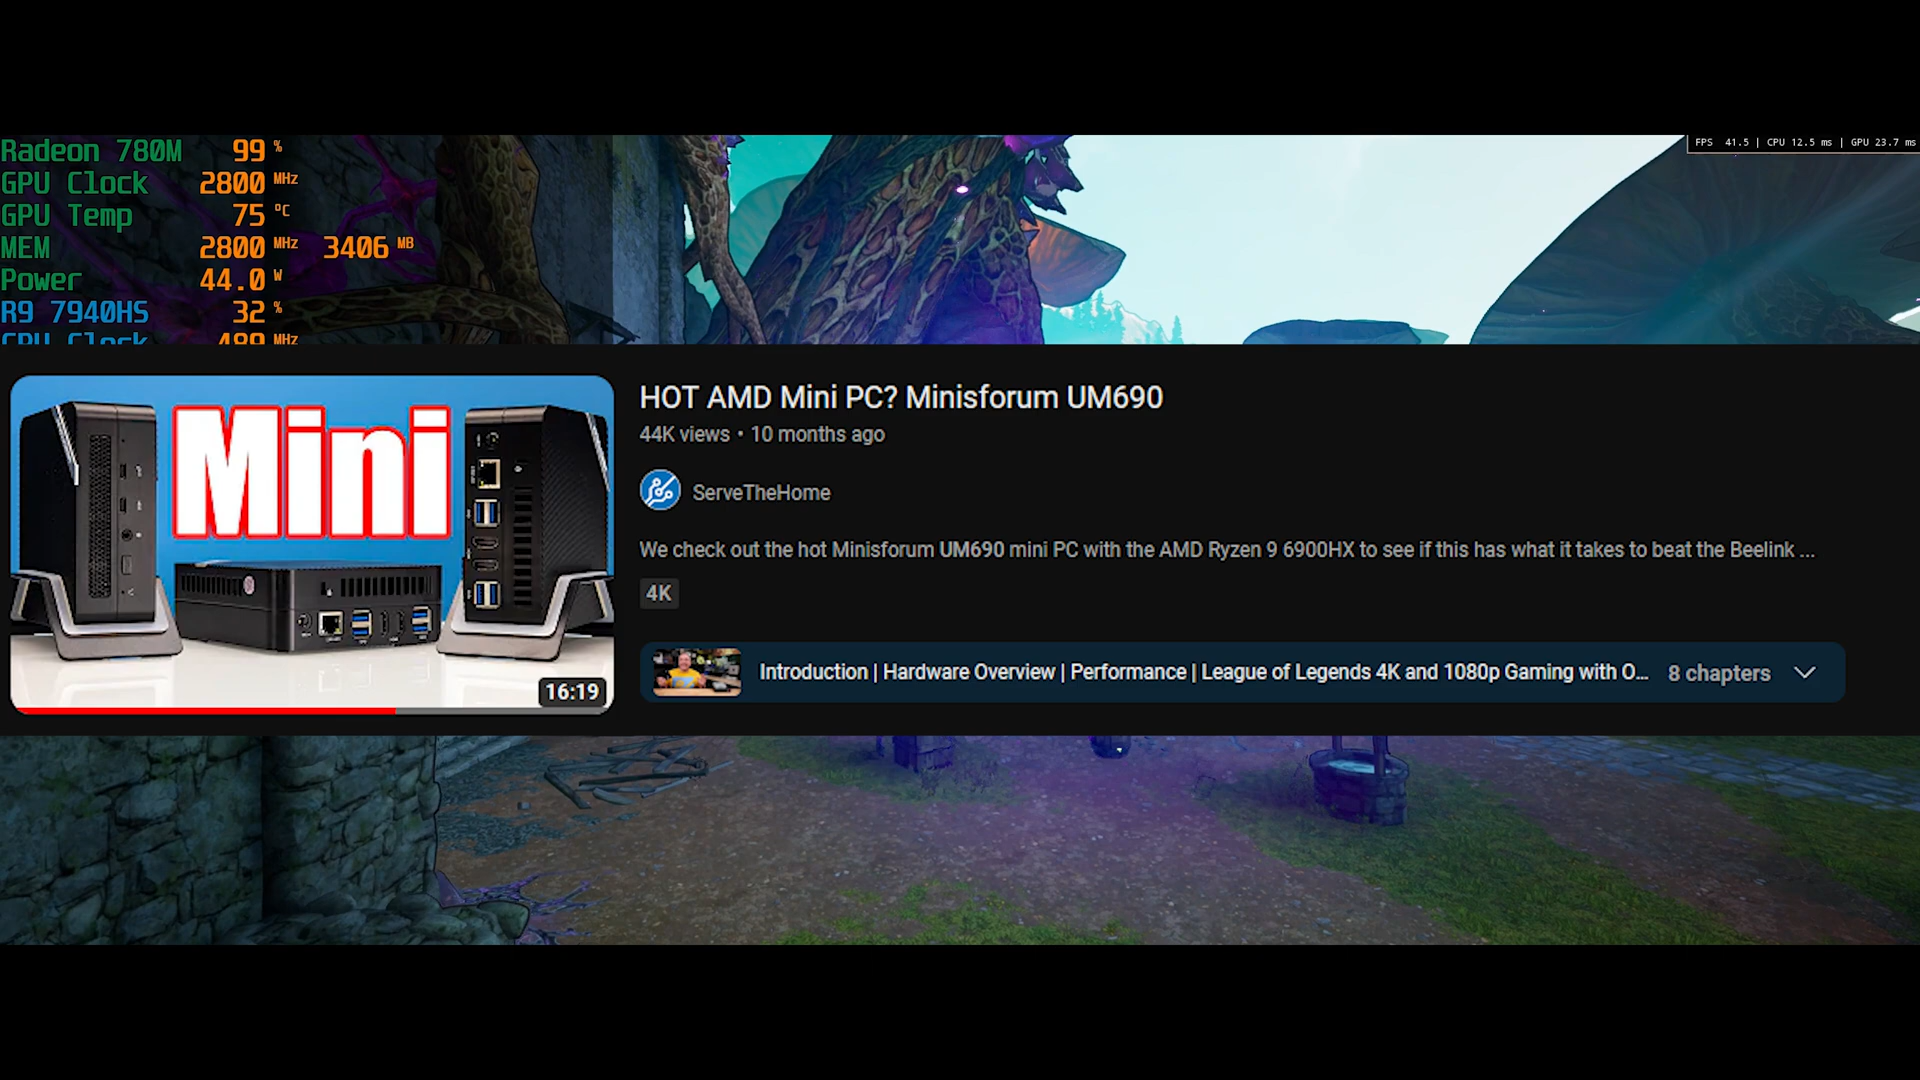 Radeon 780M 99 %
GPU Clock 2800 MHz
GPU Temp 75 °C
MEM 2800 MHz 3406 MB
Power 44.0 W
R9 7940HS 32 %
CPU Clock 489 MHz
FPS 41.5 | CPU 12.5 ms | GPU 23.7 ms
Mini
16:19
HOT AMD Mini PC? Minisforum UM690
44K views • 10 months ago
ServeTheHome
We check out the hot Minisforum UM690 mini PC with the AMD Ryzen 9 6900HX to see if this has what it takes to beat the Beelink ...
4K
Introduction | Hardware Overview | Performance | League of Legends 4K and 1080p Gaming with O... 8 chapters